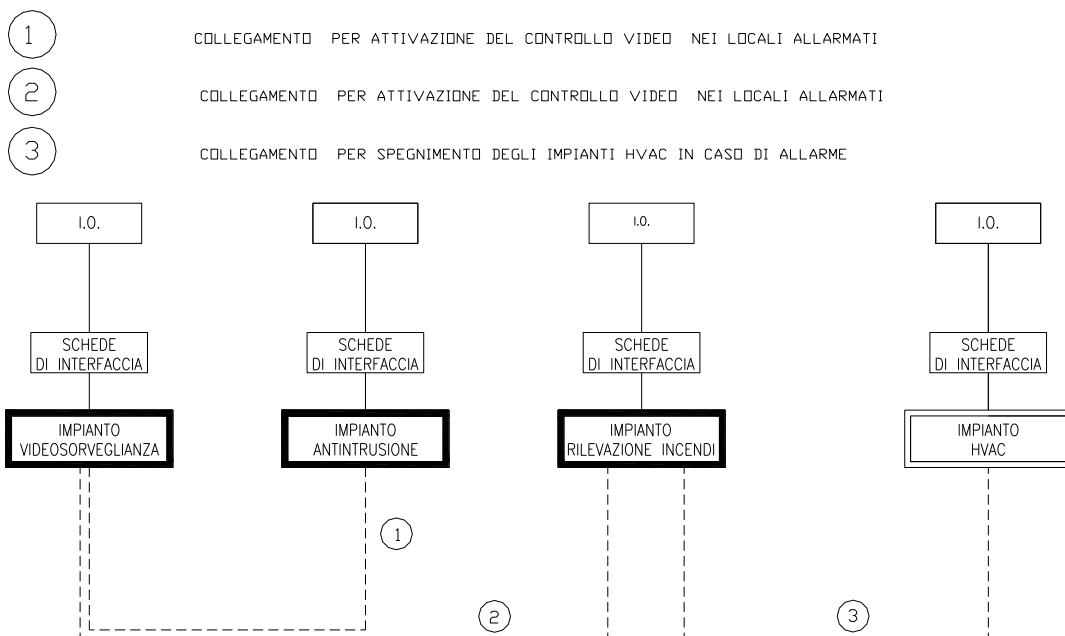 1 COLLEGAMENTO PER ATTIVAZIONE DEL CONTROLLO VIDEO NEI LOCALI ALLARMATI
2 COLLEGAMENTO PER ATTIVAZIONE DEL CONTROLLO VIDEO NEI LOCALI ALLARMATI
3 COLLEGAMENTO PER SPEGNIMENTO DEGLI IMPIANTI HVAC IN CASO DI ALLARME
I.O. I.O. I.O. I.O.
SCHEDE SCHEDE SCHEDE SCHEDE
DI INTERFACCIA DI INTERFACCIA DI INTERFACCIA DI INTERFACCIA
IMPIANTO IMPIANTO IMPIANTO IMPIANTO
VIDEOSORVEGLIANZA ANTINTRUSIONE RILEVAZIONE INCENDI HVAC
1
2 3